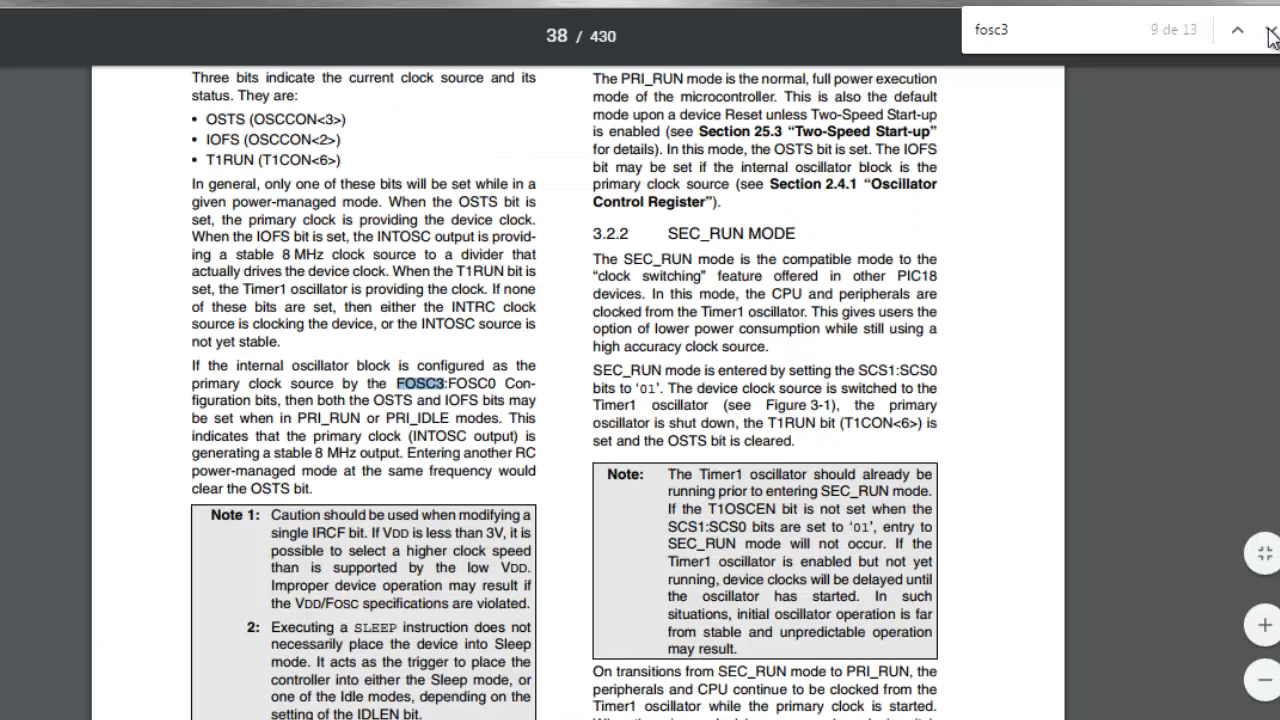 38 / 430
fosc3 9 de 13
Three bits indicate the current clock source and its
status. They are:
• OSTS (OSCCON<3>)
• IOFS (OSCCON<2>)
• T1RUN (T1CON<6>)
In general, only one of these bits will be set while in a
given power-managed mode. When the OSTS bit is
set, the primary clock is providing the device clock.
When the IOFS bit is set, the INTOSC output is provid-
ing a stable 8 MHz clock source to a divider that
actually drives the device clock. When the T1RUN bit is
set, the Timer1 oscillator is providing the clock. If none
of these bits are set, then either the INTRC clock
source is clocking the device, or the INTOSC source is
not yet stable.
If the internal oscillator block is configured as the
primary clock source by the FOSC3:FOSC0 Con-
figuration bits, then both the OSTS and IOFS bits may
be set when in PRI_RUN or PRI_IDLE modes. This
indicates that the primary clock (INTOSC output) is
generating a stable 8 MHz output. Entering another RC
power-managed mode at the same frequency would
clear the OSTS bit.
Note 1: Caution should be used when modifying a
single IRCF bit. If VDD is less than 3V, it is
possible to select a higher clock speed
than is supported by the low VDD.
Improper device operation may result if
the VDD/FOSC specifications are violated.
2: Executing a SLEEP instruction does not
necessarily place the device into Sleep
mode. It acts as the trigger to place the
controller into either the Sleep mode, or
one of the Idle modes, depending on the
setting of the IDLEN bit.
The PRI_RUN mode is the normal, full power execution
mode of the microcontroller. This is also the default
mode upon a device Reset unless Two-Speed Start-up
is enabled (see Section 25.3 “Two-Speed Start-up”
for details). In this mode, the OSTS bit is set. The IOFS
bit may be set if the internal oscillator block is the
primary clock source (see Section 2.4.1 “Oscillator
Control Register”).
3.2.2 SEC_RUN MODE
The SEC_RUN mode is the compatible mode to the
“clock switching” feature offered in other PIC18
devices. In this mode, the CPU and peripherals are
clocked from the Timer1 oscillator. This gives users the
option of lower power consumption while still using a
high accuracy clock source.
SEC_RUN mode is entered by setting the SCS1:SCS0
bits to ‘01’. The device clock source is switched to the
Timer1 oscillator (see Figure 3-1), the primary
oscillator is shut down, the T1RUN bit (T1CON<6>) is
set and the OSTS bit is cleared.
Note: The Timer1 oscillator should already be
running prior to entering SEC_RUN mode.
If the T1OSCEN bit is not set when the
SCS1:SCS0 bits are set to ‘01’, entry to
SEC_RUN mode will not occur. If the
Timer1 oscillator is enabled but not yet
running, device clocks will be delayed until
the oscillator has started. In such
situations, initial oscillator operation is far
from stable and unpredictable operation
may result.
On transitions from SEC_RUN mode to PRI_RUN, the
peripherals and CPU continue to be clocked from the
Timer1 oscillator while the primary clock is started.